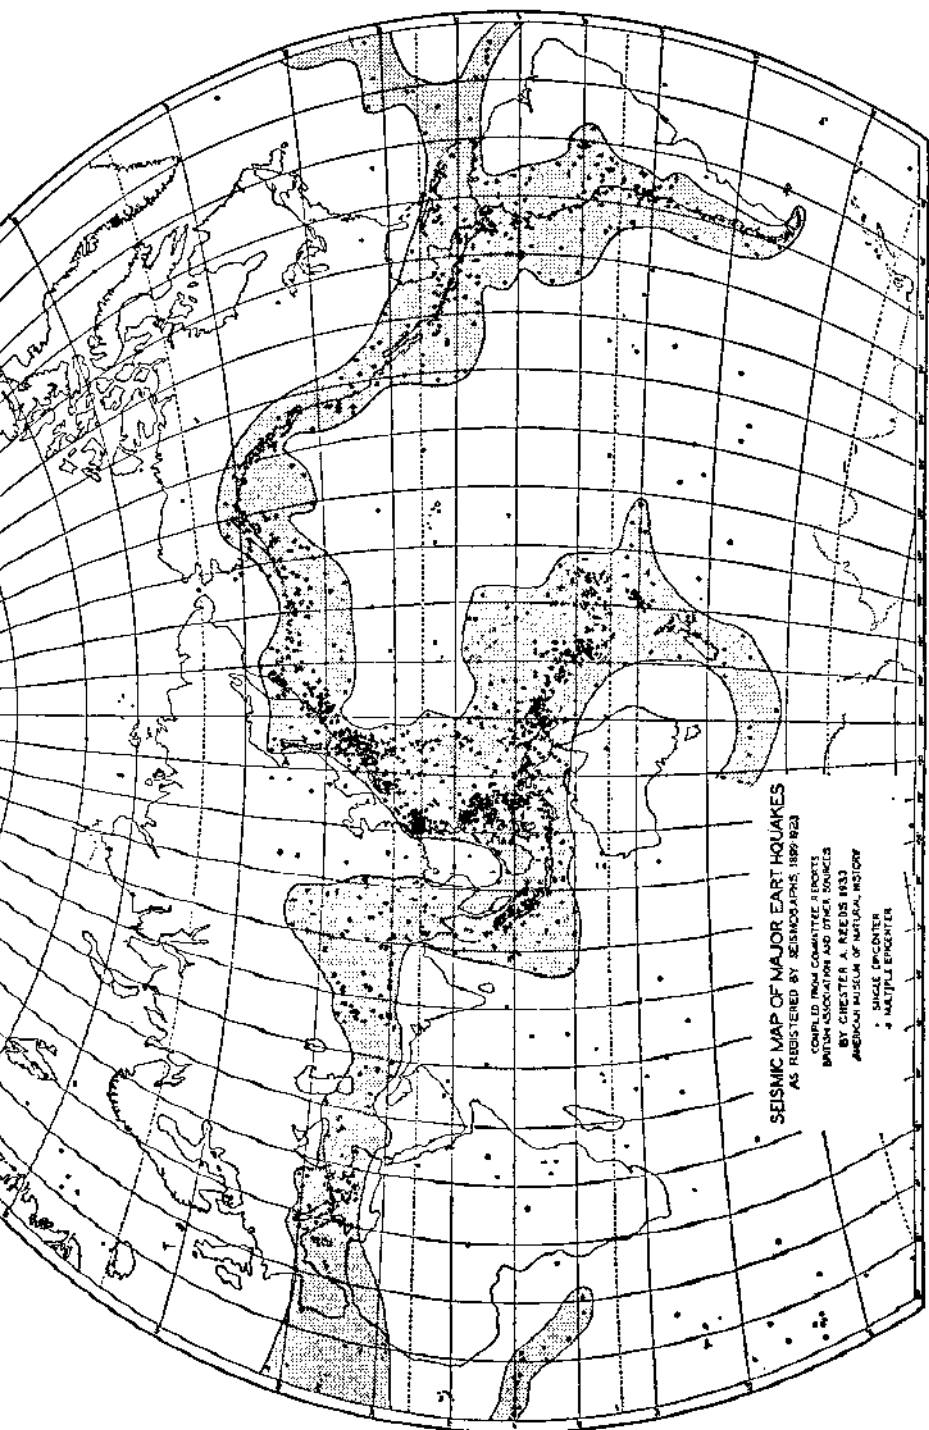 SEISMIC MAP OF MAJOR EARTHQUAKES
AS REGISTERED BY SEISMOGRAPHS, 1899-1923
COMPILED FROM COMMITTEE REPORTS
BRITISH ASSOCIATION AND OTHER SOURCES
BY CHESTER A. REEDS 1933
AMERICAN MUSEUM OF NATURAL HISTORY
SINGLE EPICENTER
MULTIPLE EPICENTER